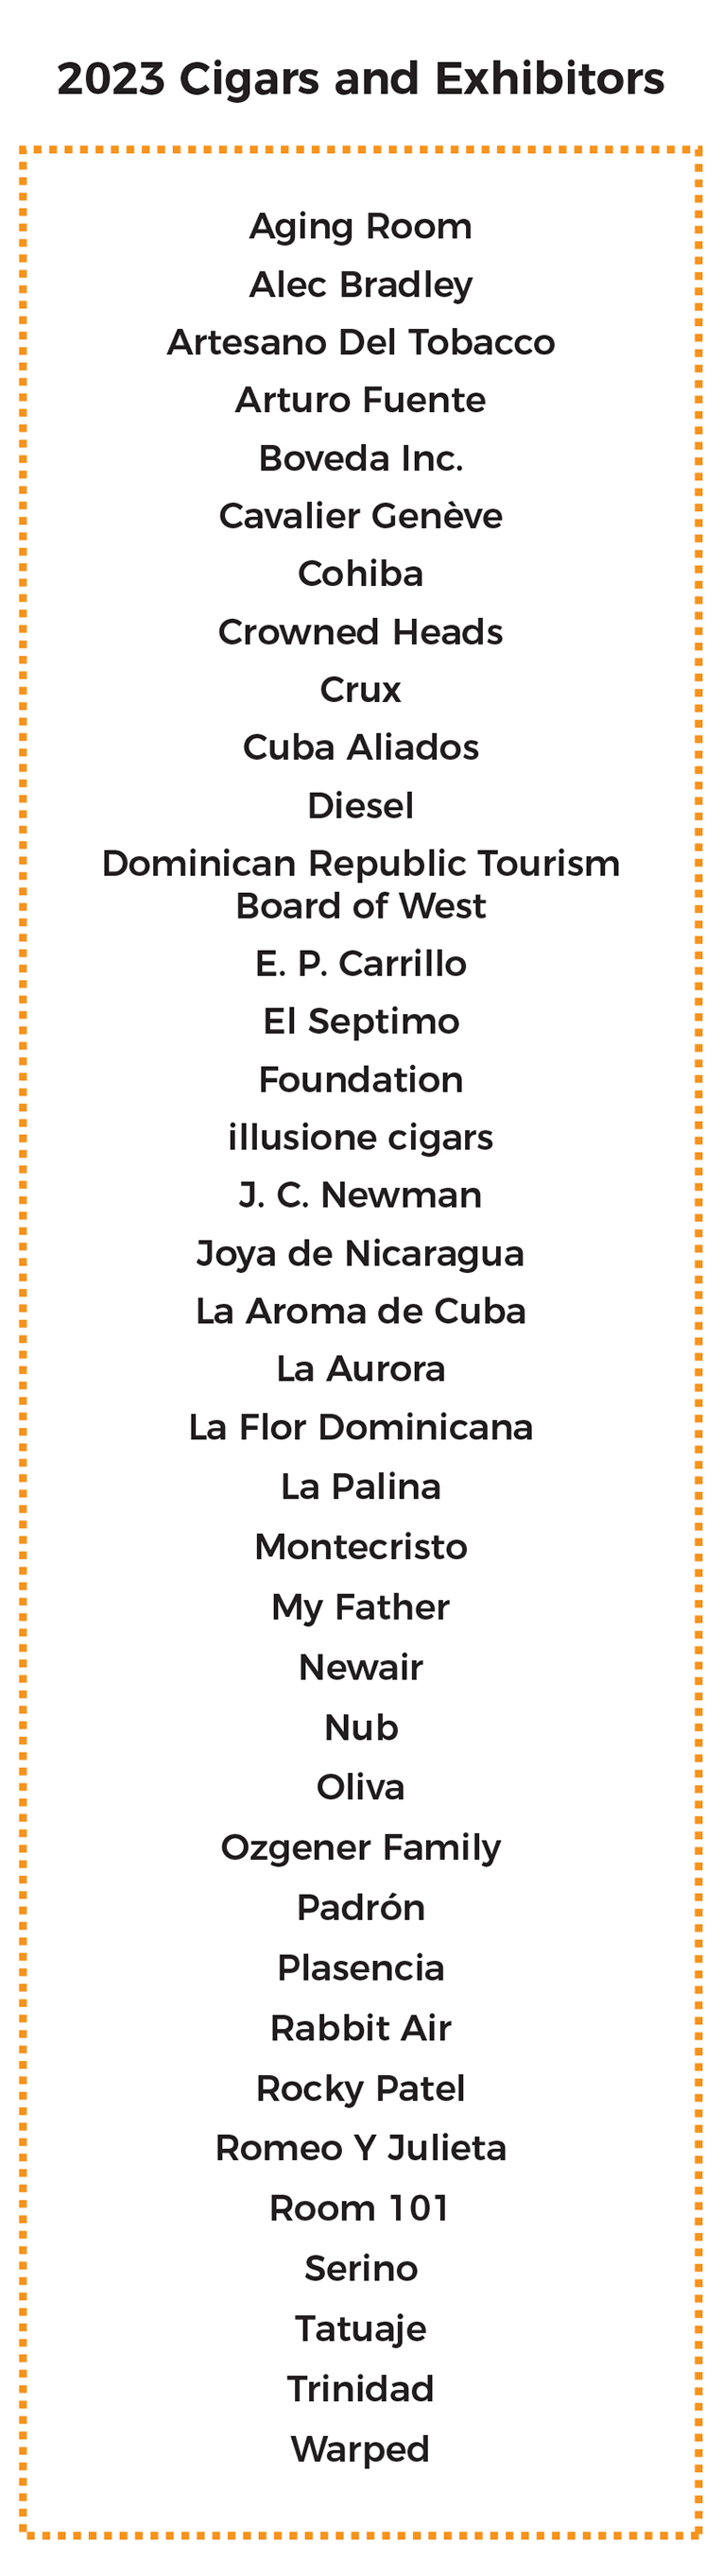 2023 Cigars and Exhibitors
Aging Room
Alec Bradley
Artesano Del Tobacco
Arturo Fuente
Boveda Inc.
Cavalier Genève
Cohiba
Crowned Heads
Crux
Cuba Aliados
Diesel
Dominican Republic Tourism
Board of West
E. P. Carrillo
El Septimo
Foundation
illusione cigars
J. C. Newman
Joya de Nicaragua
La Aroma de Cuba
La Aurora
La Flor Dominicana
La Palina
Montecristo
My Father
Newair
Nub
Oliva
Ozgener Family
Padrón
Plasencia
Rabbit Air
Rocky Patel
Romeo Y Julieta
Room 101
Serino
Tatuaje
Trinidad
Warped